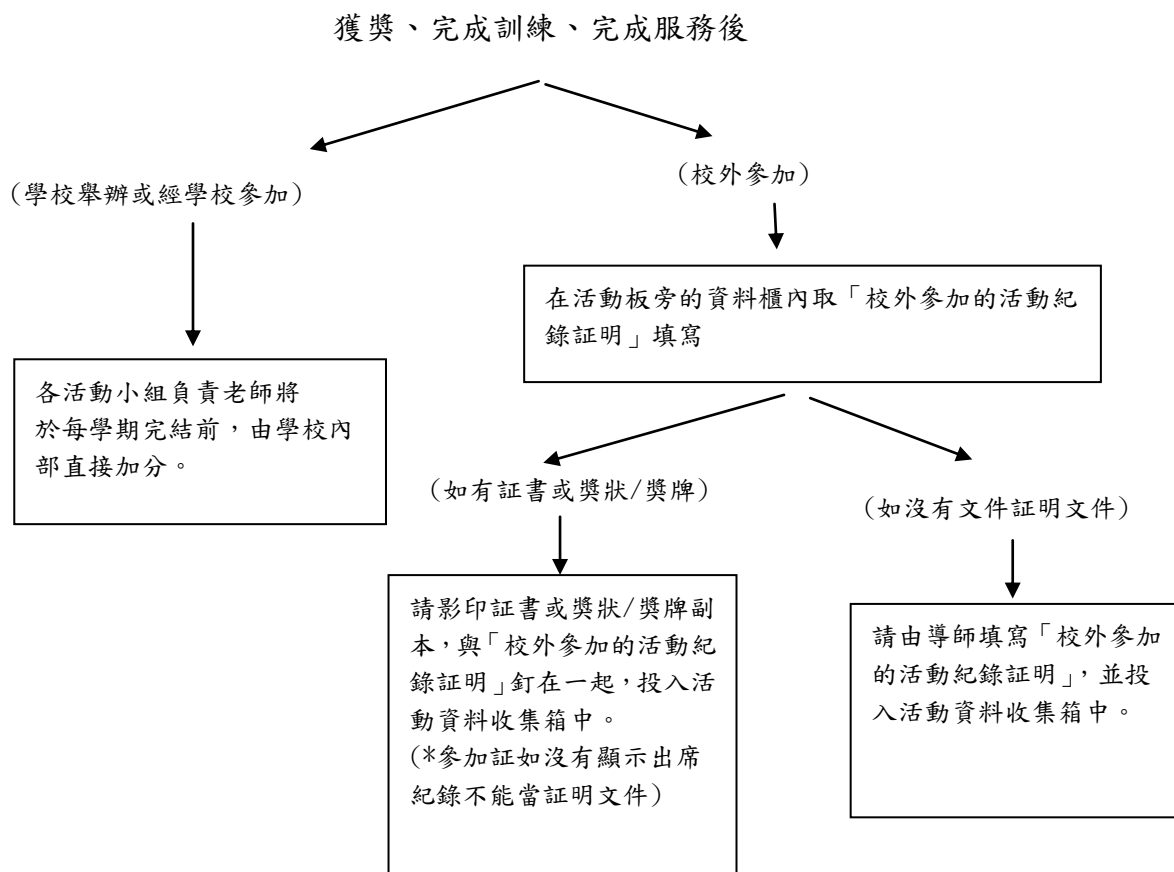 獲獎、完成訓練、完成服務後
(學校舉辦或經學校參加)
(校外參加)
在活動板旁的資料櫃內取「校外參加的活動紀
錄証明」填寫
各活動小組負責老師將
於每學期完結前，由學校內
部直接加分。
(如有証書或獎狀/獎牌)
(如沒有文件証明文件)
請影印証書或獎狀/獎牌副
本，與「校外參加的活動紀
錄証明」釘在一起，投入活
動資料收集箱中。
(*參加証如沒有顯示出席
紀錄不能當証明文件)
請由導師填寫「校外參加
的活動紀錄証明」，並投
入活動資料收集箱中。